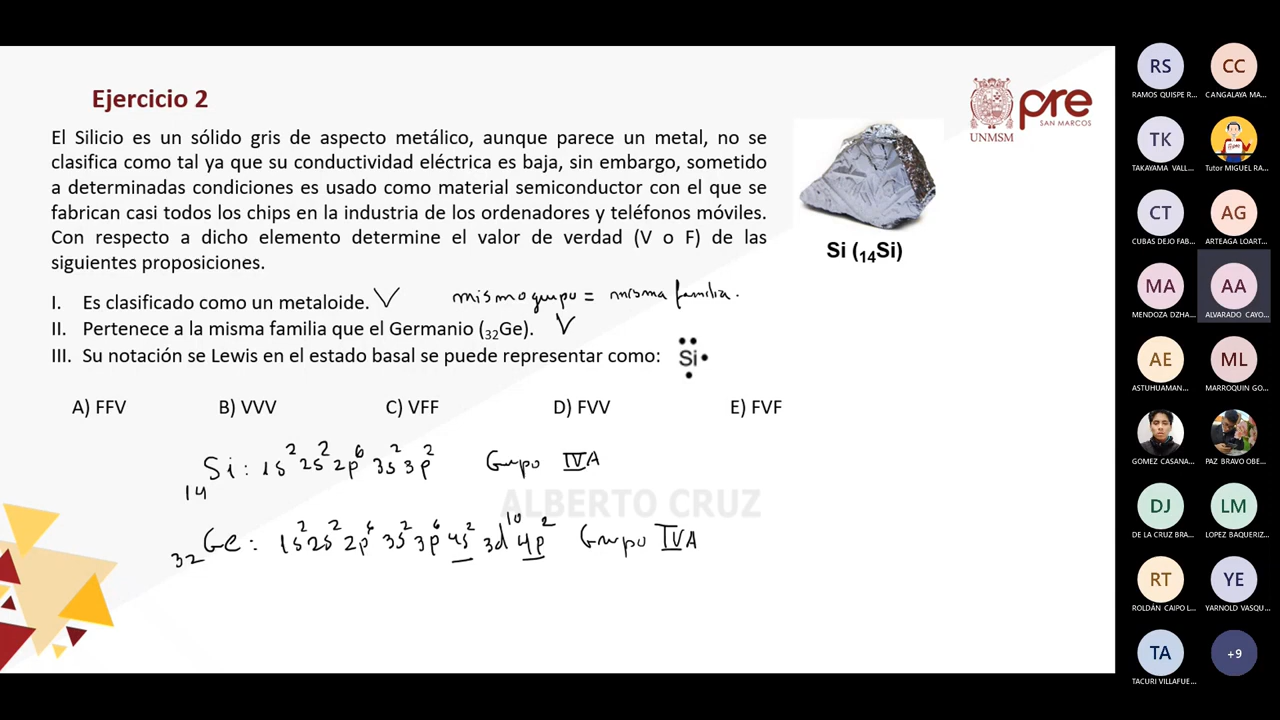 Ejercicio 2
UNMSM
pre
SAN MARCOS
El Silicio es un sólido gris de aspecto metálico, aunque parece un metal, no se
clasifica como tal ya que su conductividad eléctrica es baja, sin embargo, sometido
a determinadas condiciones es usado como material semiconductor con el que se
fabrican casi todos los chips en la industria de los ordenadores y teléfonos móviles.
Con respecto a dicho elemento determine el valor de verdad (V o F) de las
siguientes proposiciones.
Si (₁₄Si)
I. Es clasificado como un metaloide. V mismo grupo = misma familia.
II. Pertenece a la misma familia que el Germanio (₃₂Ge). V
III. Su notación se Lewis en el estado basal se puede representar como: Si
A) FFV B) VVV C) VFF D) FVV E) FVF
₁₄Si: 1s² 2s² 2p⁶ 3s² 3p² Grupo IVA
ALBERTO CRUZ
₃₂Ge: 1s² 2s² 2p⁶ 3s² 3p⁶ 4s² 3d¹⁰ 4p² Grupo IVA
RS CC
RAMOS QUISPE R... CANGALAYA MA...
TK
TAKAYAMA VALL... Tutor MIGUEL RA...
CT AG
CUBAS DEJO FAB... ARTEAGA LOART...
MA AA
MENDOZA DZHA... ALVARADO CAYO...
AE ML
ASTUHUAMAN... MARROQUIN GO...
GOMEZ CASANA... PAZ BRAVO OBE...
DJ LM
DE LA CRUZ BRA... LOPEZ BAQUERIZ...
RT YE
ROLDÁN CAIPO L... YARNOLD VASQU...
TA +9
TACURI VILLAFUE...